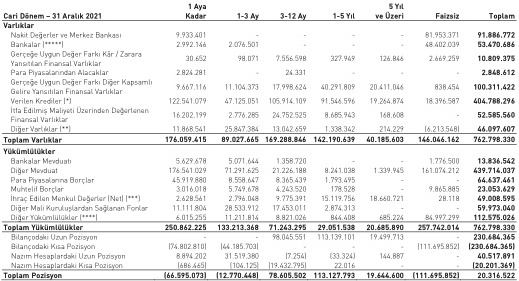 1 Aya 5 Yıl
Cari Dönem – 31 Aralık 2021 Kadar 1-3 Ay 3-12 Ay 1-5 Yıl ve Üzeri Faizsiz Toplam
Varlıklar
Nakit Değerler ve Merkez Bankası 9.933.401 - - - - 81.953.371 91.886.772
Bankalar (*****) 2.992.146 2.076.501 - - - 48.402.039 53.470.686
Gerçeğe Uygun Değer Farkı Kâr / Zarara
Yansıtılan Finansal Varlıklar 30.652 98.071 7.556.598 327.949 126.846 2.669.259 10.809.375
Para Piyasalarından Alacaklar 2.824.281 - 24.331 - - - 2.848.612
Gerçeğe Uygun Değer Farkı Diğer Kapsamlı
Gelire Yansıtılan Finansal Varlıklar 9.667.116 11.104.373 17.998.624 40.291.809 20.411.046 838.454 100.311.422
Verilen Krediler (*) 122.541.079 47.125.051 105.914.109 91.546.596 19.264.874 18.396.587 404.788.296
İtfa Edilmiş Maliyeti Üzerinden Değerlenen
Finansal Varlıklar 16.202.199 2.776.285 24.752.525 8.685.943 168.608 - 52.585.560
Diğer Varlıklar (**) 11.868.541 25.847.384 13.042.659 1.338.342 214.229 (6.213.548) 46.097.607
Toplam Varlıklar 176.059.415 89.027.665 169.288.846 142.190.639 40.185.603 146.046.162 762.798.330
Yükümlülükler
Bankalar Mevduatı 5.629.678 5.071.644 1.358.720 - - 1.776.500 13.836.542
Diğer Mevduat 176.541.029 71.291.625 21.226.188 8.241.038 1.339.945 161.074.212 439.714.037
Para Piyasalarına Borçlar 45.919.880 8.558.647 8.365.439 1.793.495 - - 64.637.461
Muhtelif Borçlar 3.016.018 5.749.678 4.243.520 178.528 - 9.865.885 23.053.629
İhraç Edilen Menkul Değerler (Net) (***) 2.628.561 2.796.048 9.775.391 15.119.756 18.660.721 28.118 49.008.595
Diğer Mali Kuruluşlardan Sağlanan Fonlar 11.111.804 28.533.912 17.453.011 2.874.313 - - 59.973.040
Diğer Yükümlülükler (****) 6.015.255 11.211.814 8.821.026 844.408 685.224 84.997.299 112.575.026
Toplam Yükümlülükler 250.862.225 133.213.368 71.243.295 29.051.538 20.685.890 257.742.014 762.798.330
Bilançodaki Uzun Pozisyon - - 98.045.551 113.139.101 19.499.713 - 230.684.365
Bilançodaki Kısa Pozisyon (74.802.810) (44.185.703) - - - (111.695.852) (230.684.365)
Nazım Hesaplardaki Uzun Pozisyon 8.894.202 31.519.380 (7.254) (33.324) 144.887 - 40.517.891
Nazım Hesaplardaki Kısa Pozisyon (686.465) (104.125) (19.432.795) 22.016 - - (20.201.369)
Toplam Pozisyon (66.595.073) (12.770.448) 78.605.502 113.127.793 19.644.600 (111.695.852) 20.316.522